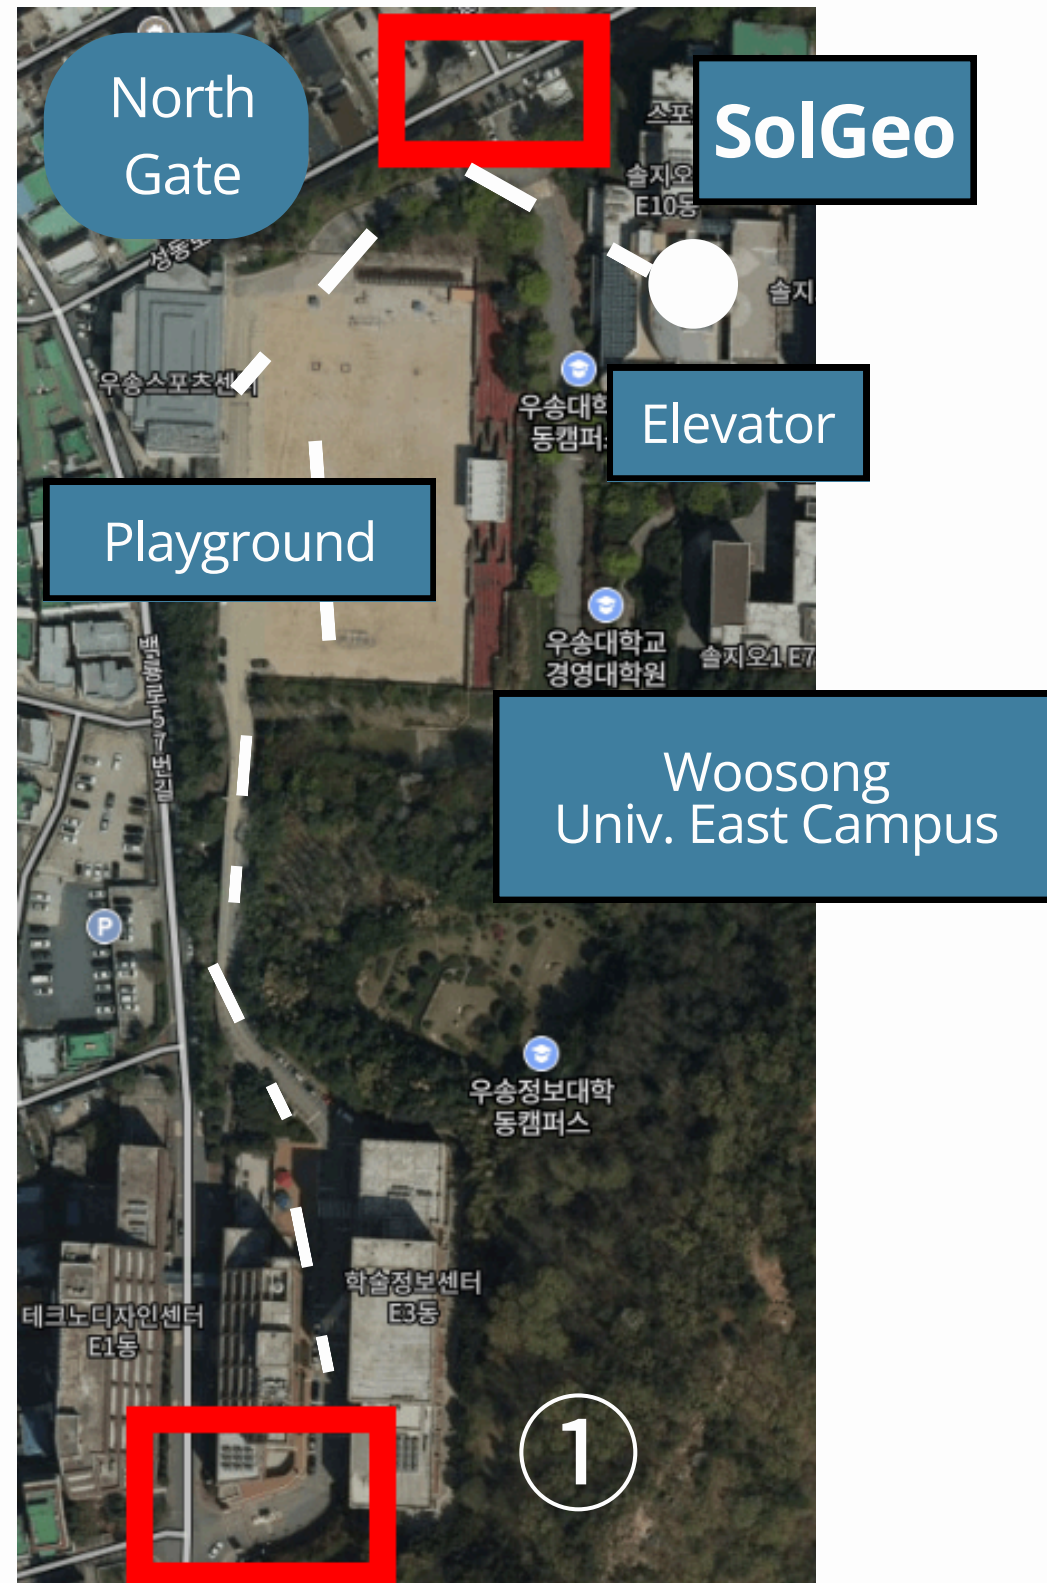 North
Gate
SolGeo
스포
솔지오
E10동
성동로
솔지
우송스포츠센터
우송대학
동캠퍼스
Elevator
Playground
백룡로57번길
우송대학교
경영대학원
솔지오1 E7
Woosong
Univ. East Campus
P
우송정보대학
동캠퍼스
학술정보센터
E3동
테크노디자인센터
E1동
1